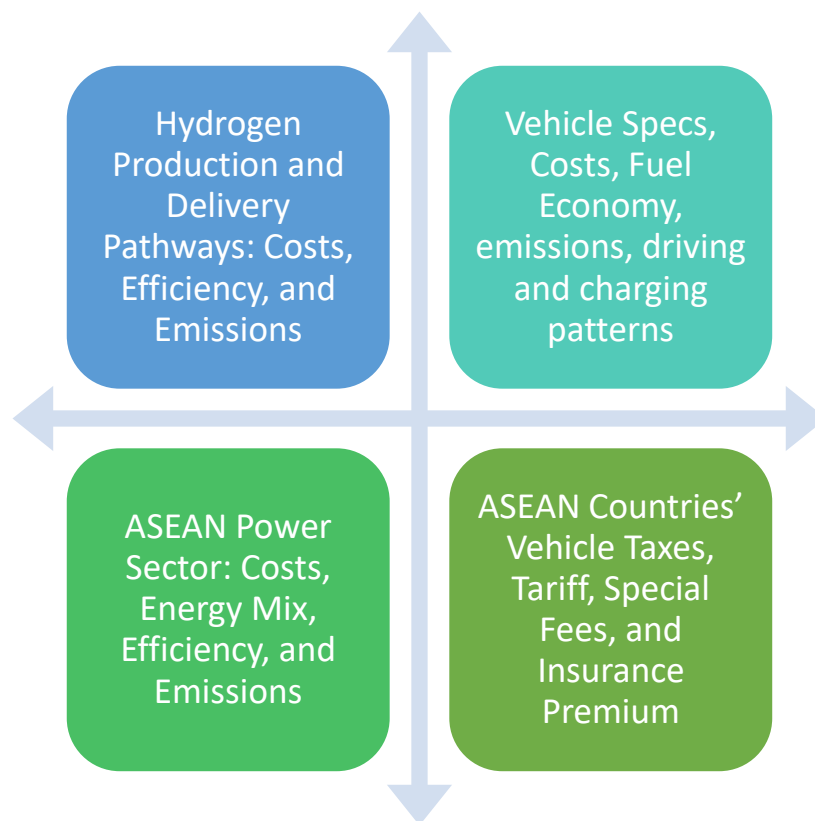 Hydrogen
Production and
Delivery
Pathways: Costs,
Efficiency, and
Emissions
Vehicle Specs,
Costs, Fuel
Economy,
emissions, driving
and charging
patterns
ASEAN Power
Sector: Costs,
Energy Mix,
Efficiency, and
Emissions
ASEAN Countries’
Vehicle Taxes,
Tariff, Special
Fees, and
Insurance
Premium